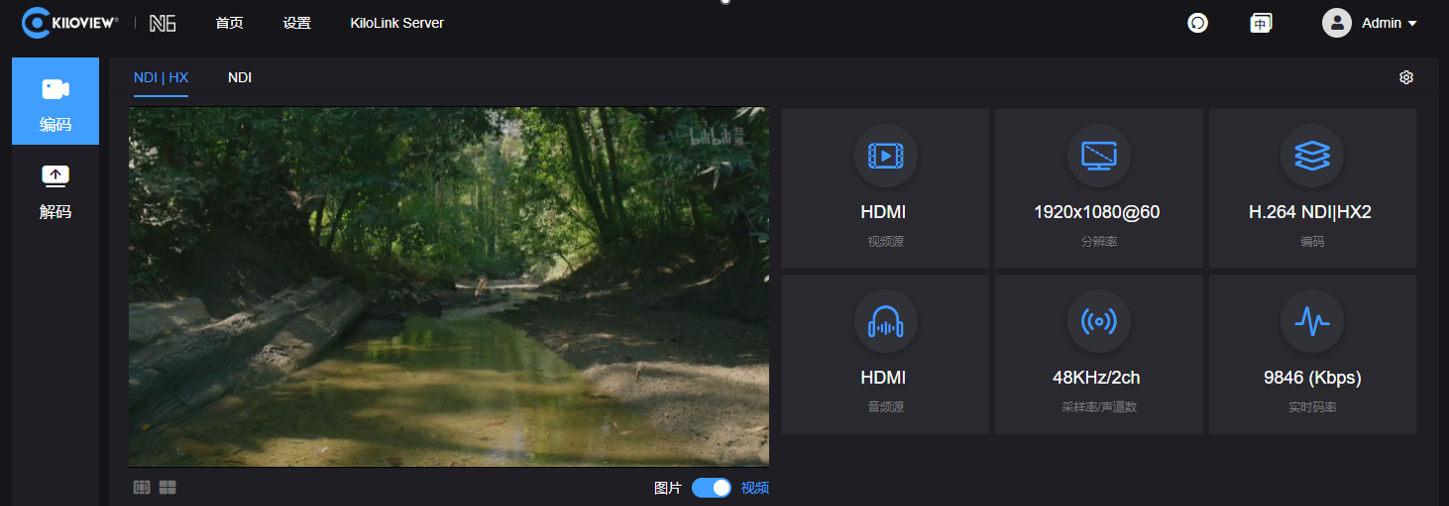 KILOVIEW® | N6 首页 设置 KiloLink Server 中 Admin
编码
解码
NDI | HX NDI
bilibili
HDMI
视频源
1920x1080@60
分辨率
H.264 NDI|HX2
编码
HDMI
音频源
48KHz/2ch
采样率/声道数
9846 (Kbps)
实时码率
图片 视频